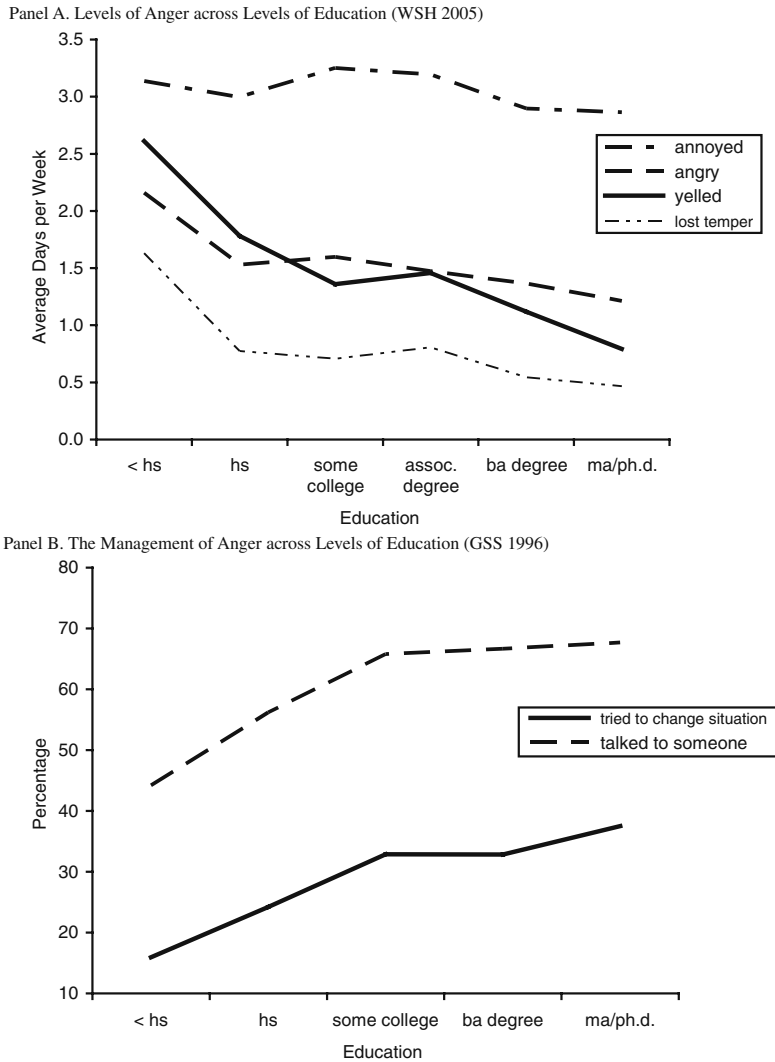 Panel A. Levels of Anger across Levels of Education (WSH 2005)
3.5
3.0
2.5
2.0
1.5
1.0
0.5
0.0
Average Days per Week
annoyed
angry
yelled
lost temper
< hs hs some college assoc. degree ba degree ma/ph.d.
Education
Panel B. The Management of Anger across Levels of Education (GSS 1996)
80
70
60
50
40
30
20
10
Percentage
tried to change situation
talked to someone
< hs hs some college ba degree ma/ph.d.
Education